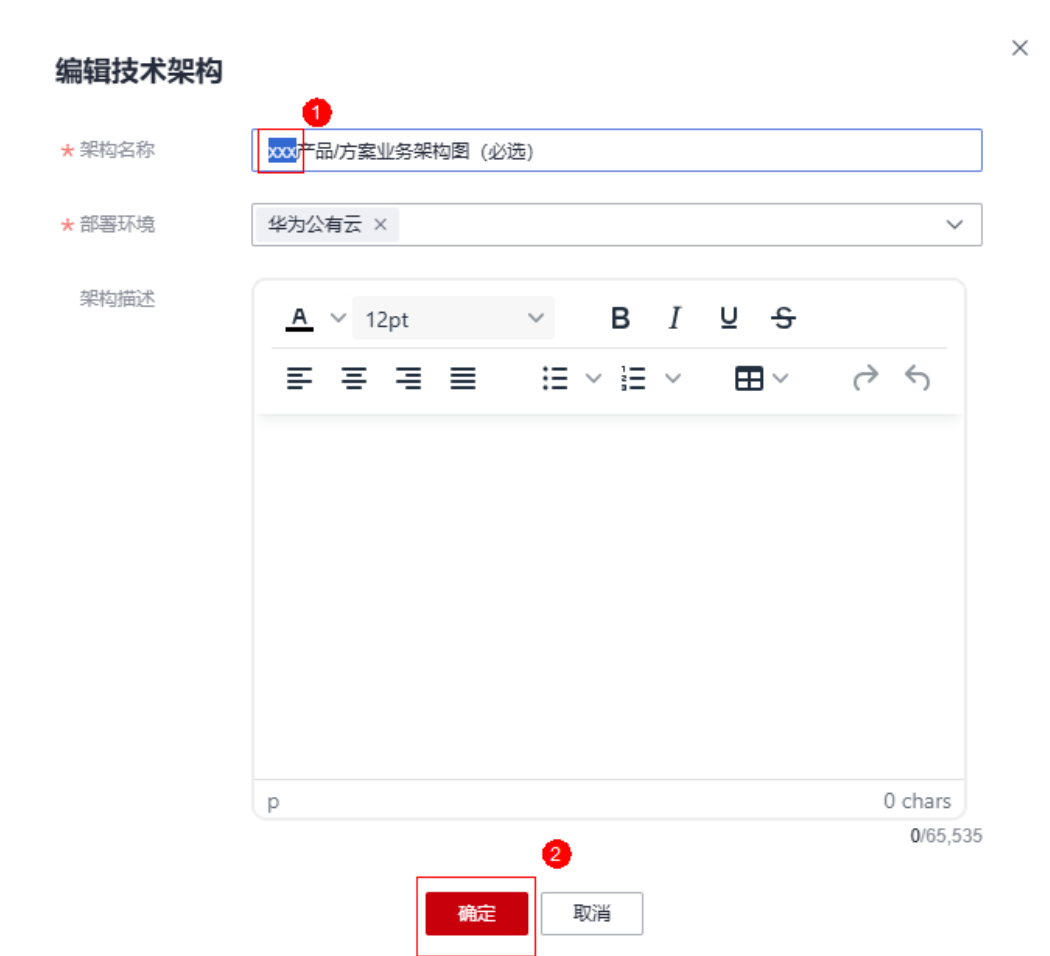 编辑技术架构
1
* 架构名称
xxx产品/方案业务架构图（必选）
* 部署环境
华为公有云 ×
架构描述
A 12pt B I U S
p 0 chars
0/65,535
2
确定 取消